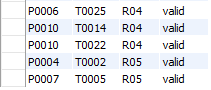 P0006 T0025 R04 valid
P0010 T0014 R04 valid
P0010 T0022 R04 valid
P0004 T0002 R05 valid
P0007 T0005 R05 valid